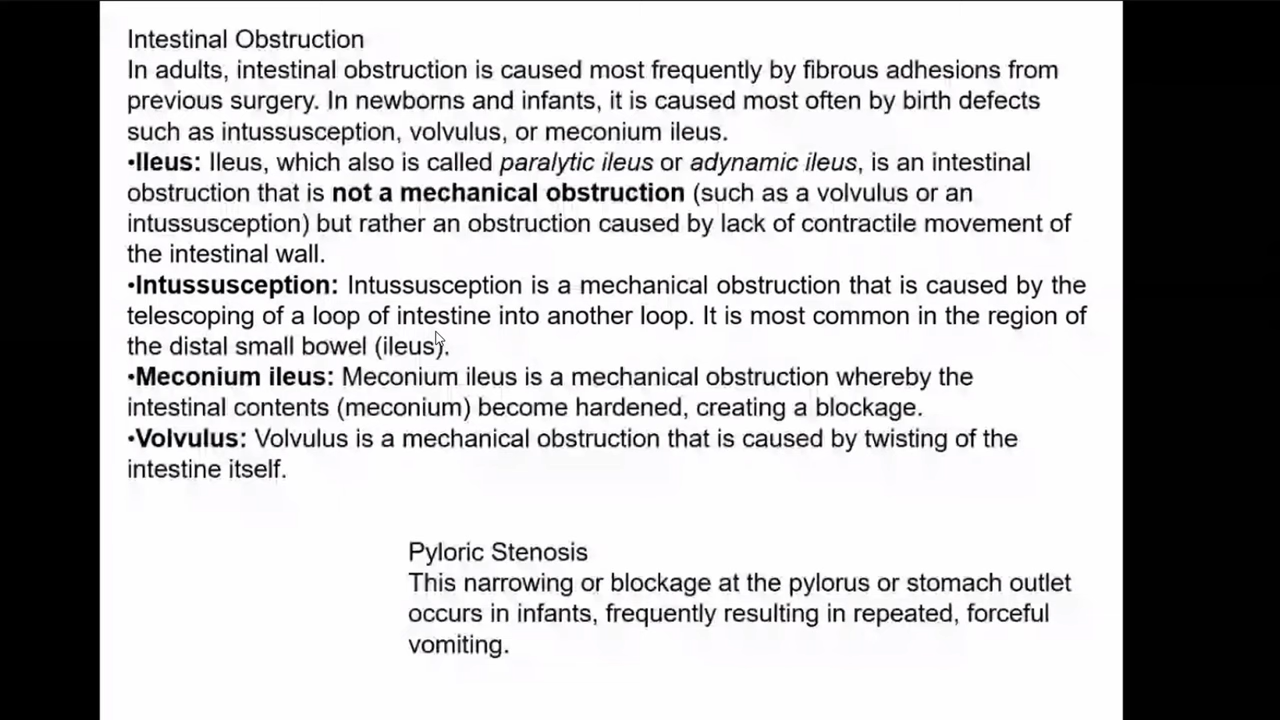 Intestinal Obstruction
In adults, intestinal obstruction is caused most frequently by fibrous adhesions from
previous surgery. In newborns and infants, it is caused most often by birth defects
such as intussusception, volvulus, or meconium ileus.
•Ileus: Ileus, which also is called paralytic ileus or adynamic ileus, is an intestinal
obstruction that is not a mechanical obstruction (such as a volvulus or an
intussusception) but rather an obstruction caused by lack of contractile movement of
the intestinal wall.
•Intussusception: Intussusception is a mechanical obstruction that is caused by the
telescoping of a loop of intestine into another loop. It is most common in the region of
the distal small bowel (ileus).
•Meconium ileus: Meconium ileus is a mechanical obstruction whereby the
intestinal contents (meconium) become hardened, creating a blockage.
•Volvulus: Volvulus is a mechanical obstruction that is caused by twisting of the
intestine itself.
Pyloric Stenosis
This narrowing or blockage at the pylorus or stomach outlet
occurs in infants, frequently resulting in repeated, forceful
vomiting.